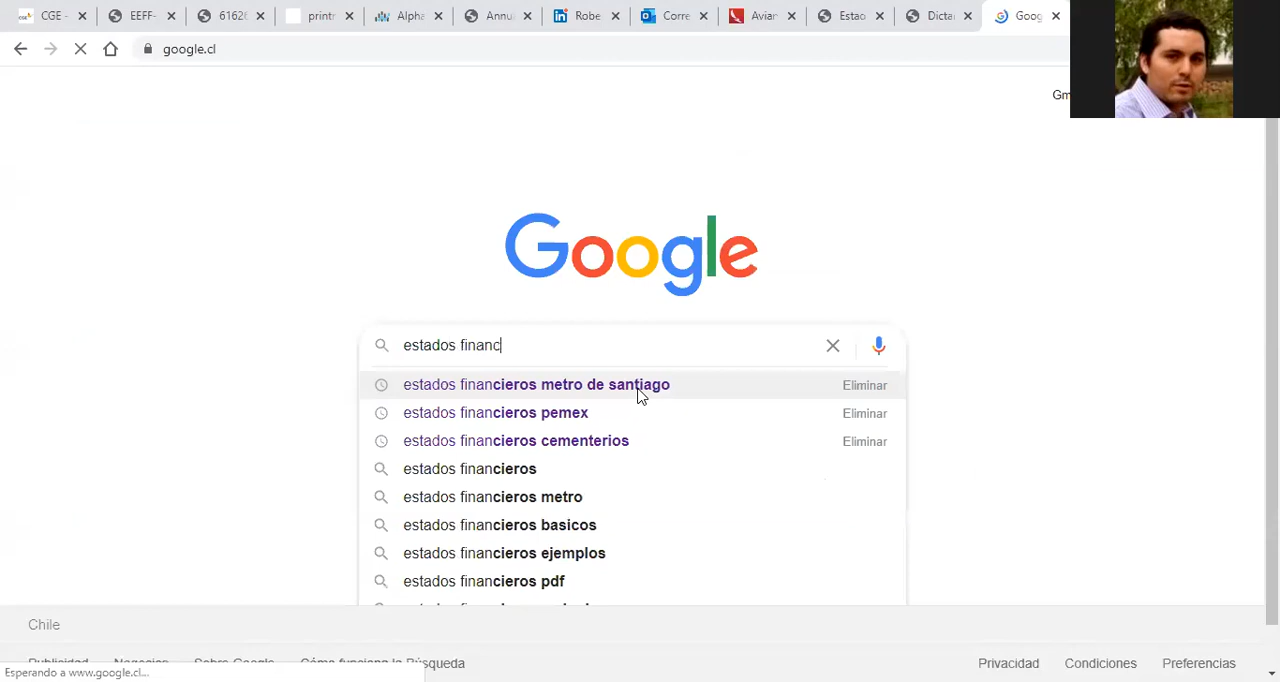 CGE -
EEFF-
6162
printr
Alpha
Annu
Robe
Corre
Avian
Estao
Dicta
Goog
google.cl
Gm
Google
estados financ
estados financieros metro de santiago Eliminar
estados financieros pemex Eliminar
estados financieros cementerios Eliminar
estados financieros
estados financieros metro
estados financieros basicos
estados financieros ejemplos
estados financieros pdf
Chile
Publicidad Negocios Sobre Google Cómo funciona la Búsqueda Privacidad Condiciones Preferencias
Esperando a www.google.cl...